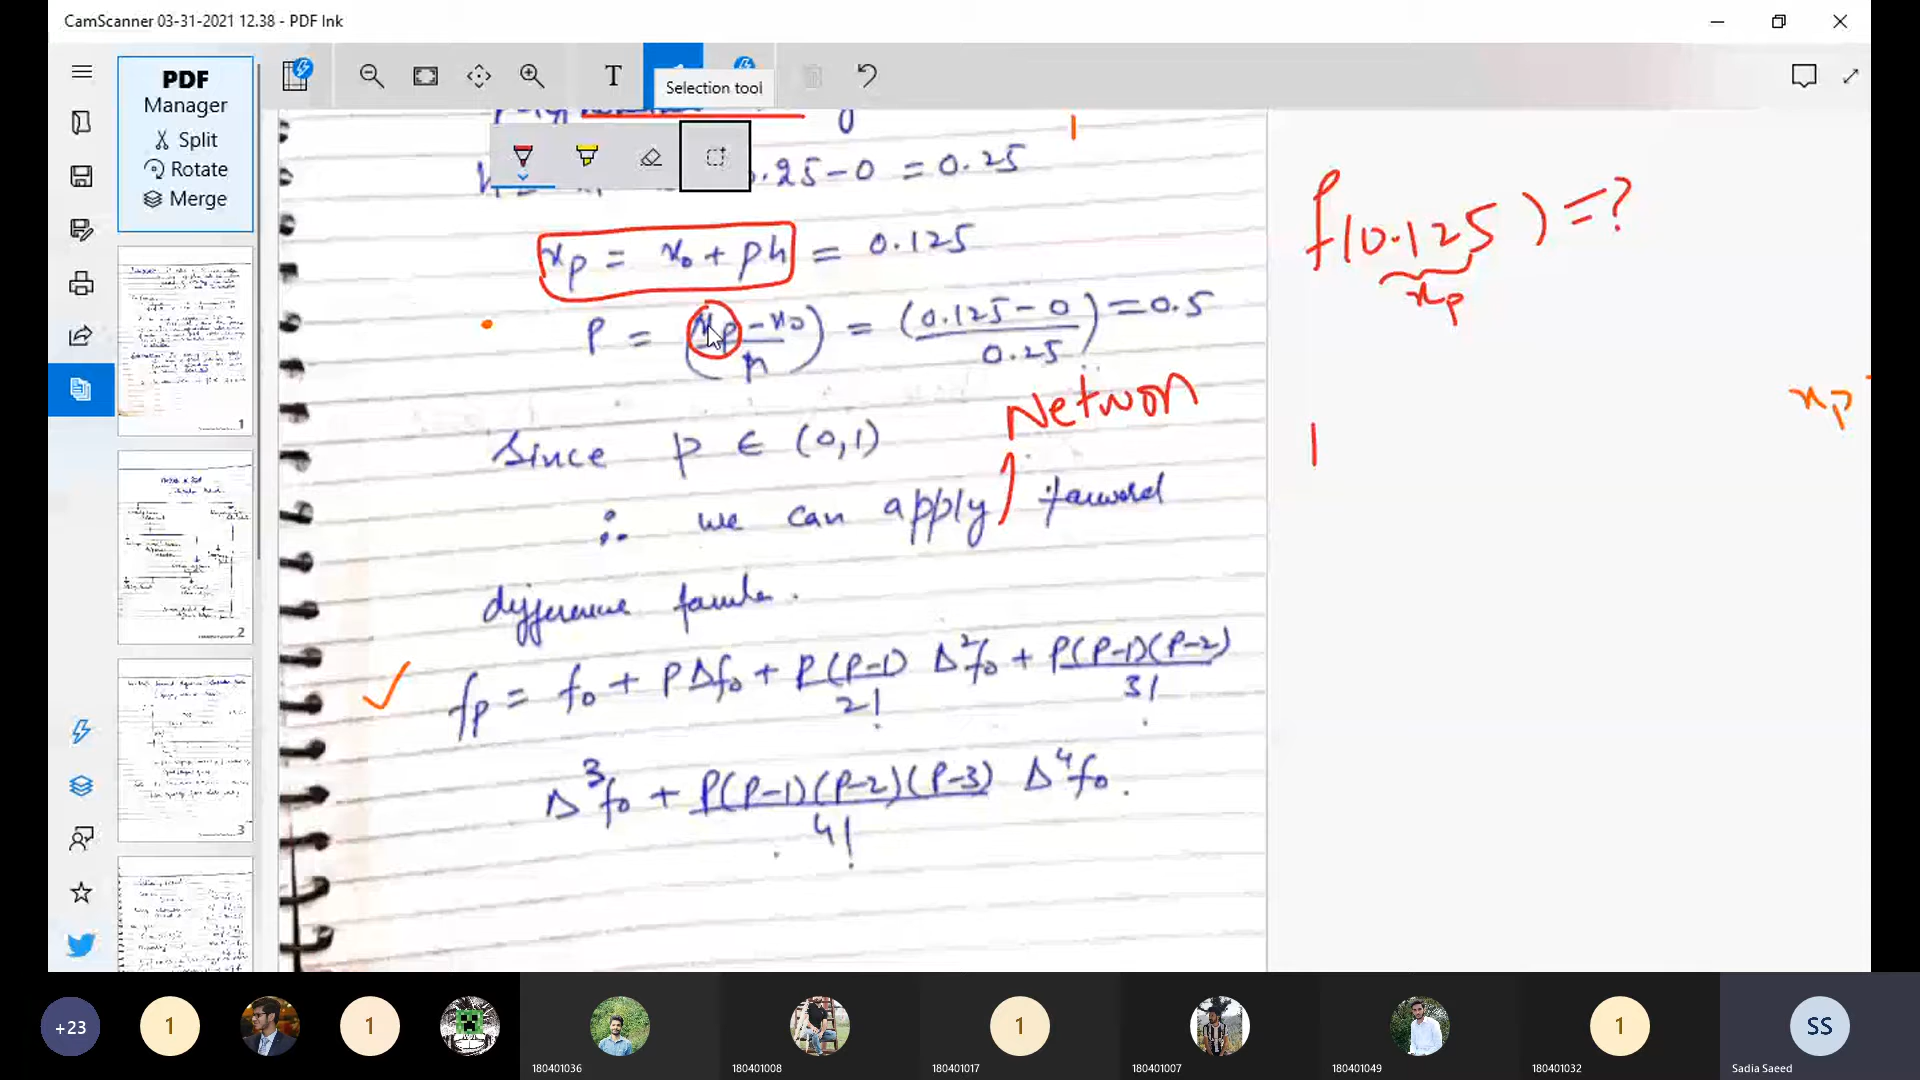 CamScanner 03-31-2021 12.38 - PDF Ink
PDF
Manager
Split
Rotate
Merge
T
Selection tool
.25-0 = 0.25
xp = x₀ + ph = 0.125
P = (xp - x₀ / h) = (0.125 - 0 / 0.25) = 0.5
Netwon
Since p ∈ (0,1)
∴ we can apply forward
difference formula.
fp = f₀ + PΔf₀ + P(P-1)/2! Δ²f₀ + P(P-1)(P-2)/3!
Δ³f₀ + P(P-1)(P-2)(P-3)/4! Δ⁴f₀.
f(0.125) = ?
xp
xp
1
2
3
+23
1
1
180401036
180401008
1
180401017
180401007
180401049
1
180401032
SS
Sadia Saeed